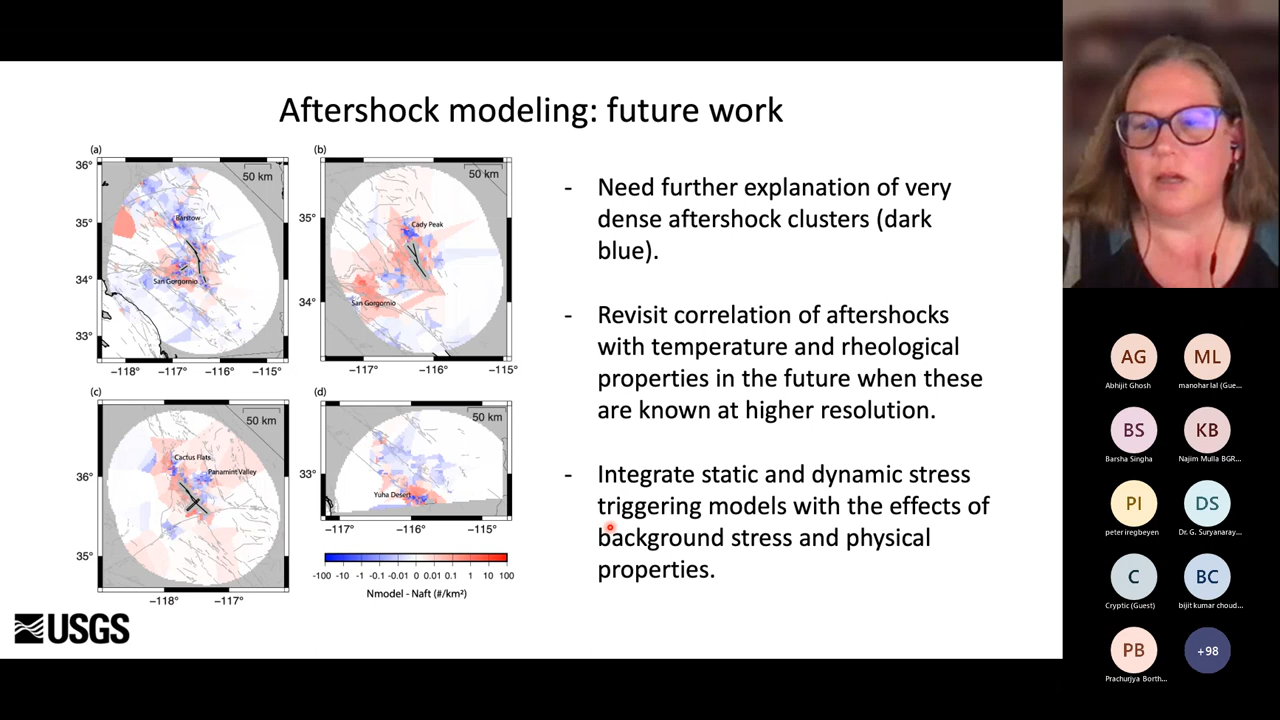 Aftershock modeling: future work
(a)
36°
35°
34°
33°
50 km
Barstow
San Gorgornio
−118°
−117°
−116°
−115°
(b)
35°
34°
50 km
Cady Peak
San Gorgornio
−117°
−116°
−115°
(c)
36°
35°
50 km
Cactus Flats
Panamint Valley
−118°
−117°
(d)
33°
50 km
Yuha Desert
−117°
−116°
−115°
-100 -10 -1 -0.1 -0.01 0 0.01 0.1 1 10 100
Nmodel - Naft (#/km²)
- Need further explanation of very
dense aftershock clusters (dark
blue).
- Revisit correlation of aftershocks
with temperature and rheological
properties in the future when these
are known at higher resolution.
- Integrate static and dynamic stress
triggering models with the effects of
background stress and physical
properties.
USGS
AG
Abhijit Ghosh
ML
manohar lal (Gue...
BS
Barsha Singha
KB
Najim Mulla BGR...
PI
peter iregbeyen
DS
Dr. G. Suryanaray...
C
Cryptic (Guest)
BC
bijit kumar choud...
PB
Prachurjya Borth...
+98